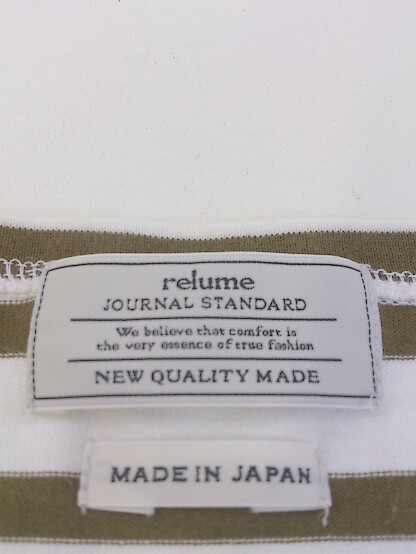 relume
JOURNAL STANDARD
We believe that comfort is
the very essence of true fashion
NEW QUALITY MADE
MADE IN JAPAN